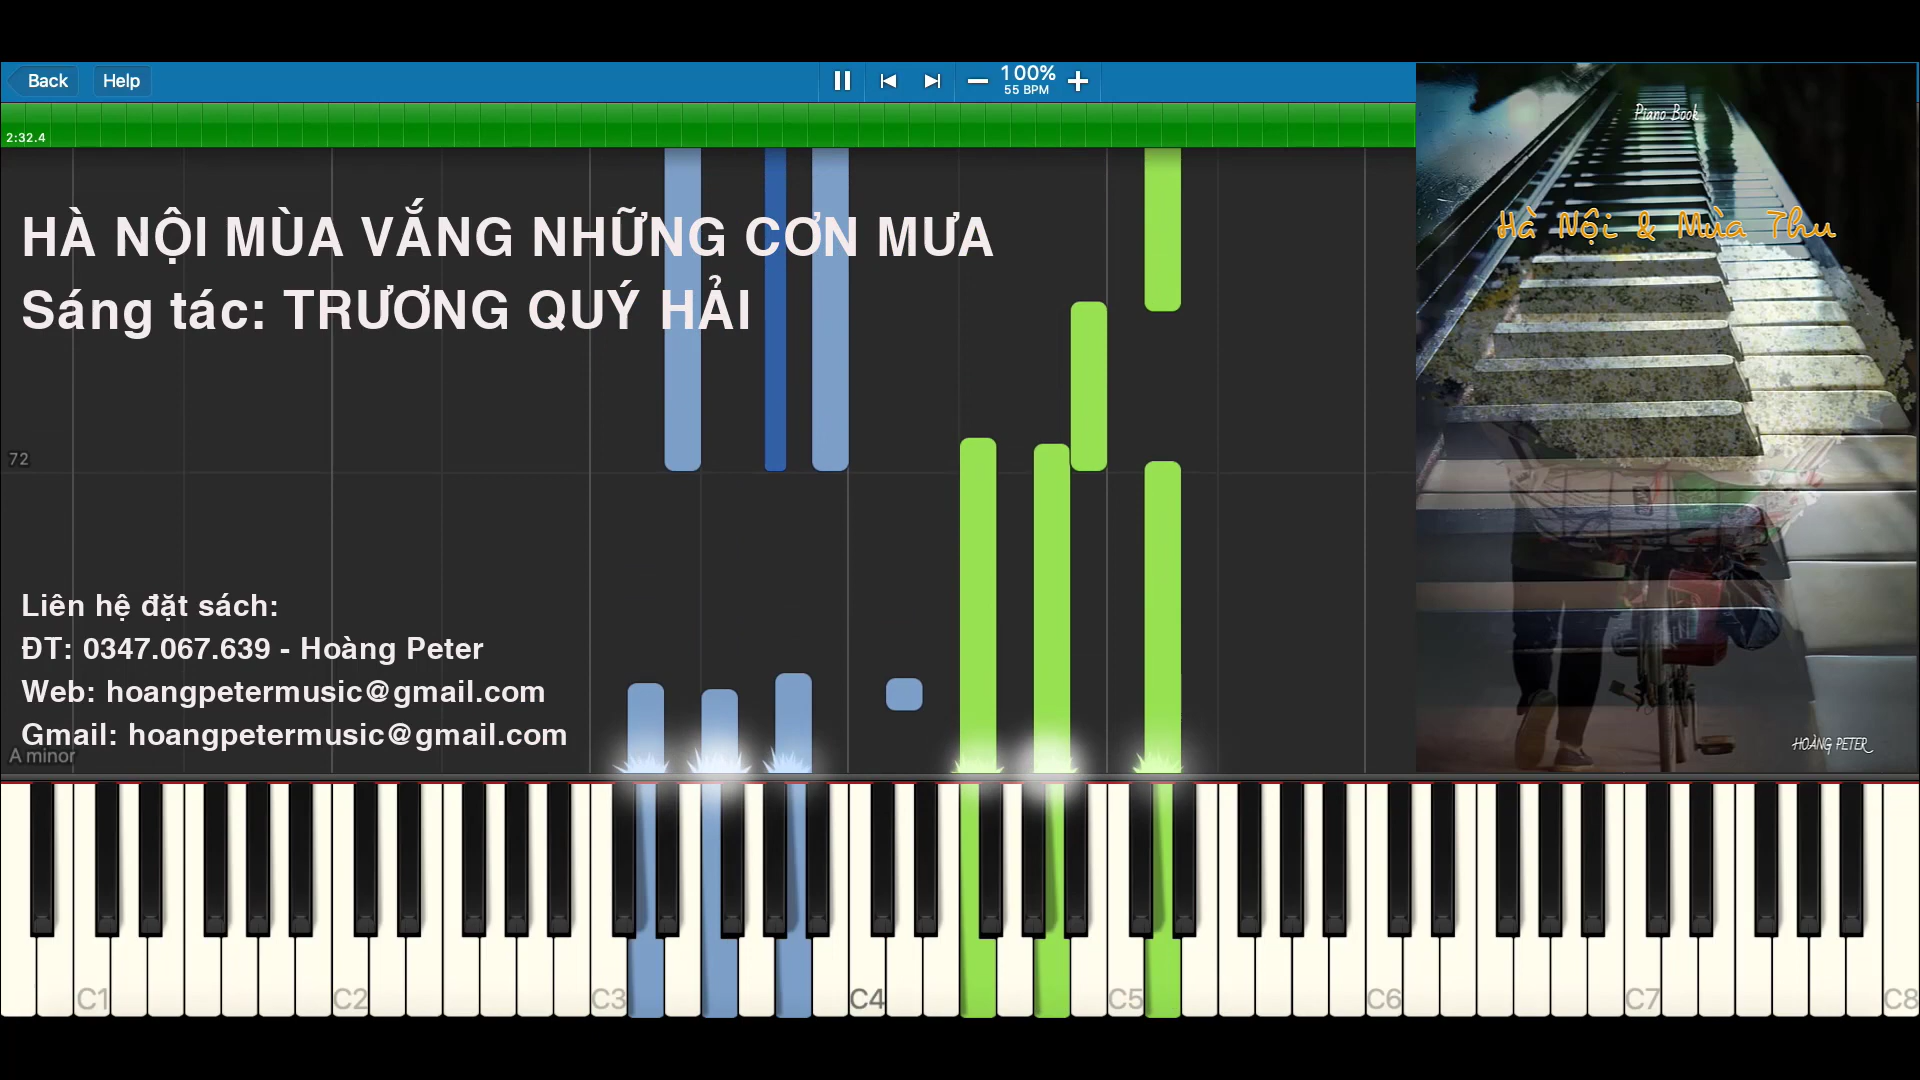 Back
Help
100%
55 BPM
2:32.4
Piano Book
Hà Nội & Mùa Thu
HÀ NỘI MÙA VẮNG NHỮNG CƠN MƯA
Sáng tác: TRƯƠNG QUÝ HẢI
72
Liên hệ đặt sách:
ĐT: 0347.067.639 - Hoàng Peter
Web: hoangpetermusic@gmail.com
Gmail: hoangpetermusic@gmail.com
A minor
HOÀNG PETER
C1 C2 C3 C4 C5 C6 C7 C8